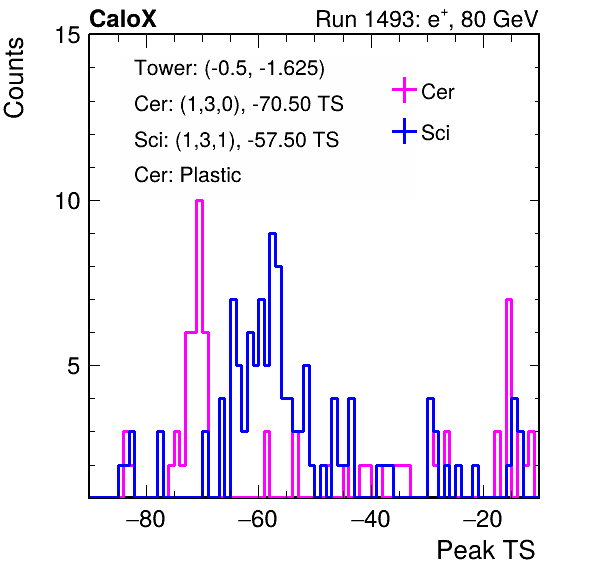 CaloX Run 1493: e⁺, 80 GeV
Counts
15
Tower: (-0.5, -1.625)
Cer: (1,3,0), -70.50 TS
Sci: (1,3,1), -57.50 TS
Cer: Plastic
Cer
Sci
10
5
−80 −60 −40 −20
Peak TS